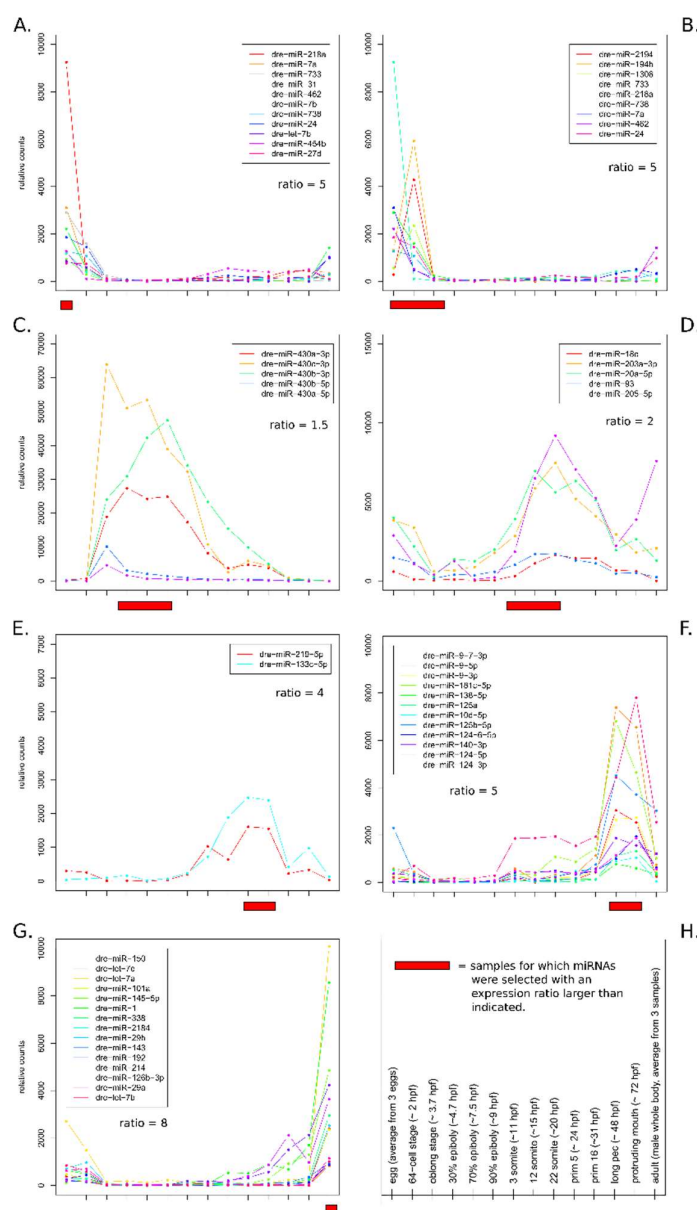 A.
relative counts
0
2000
4000
6000
8000
10000
dre-miR-218a
dre-miR-7a
dre-miR-733
dre-miR-31
dre-miR-462
dre-miR-7b
dre-miR-738
dre-miR-24
dre-let-7b
dre-miR-454b
dre-miR-27d
ratio = 5
B.
0
2000
4000
6000
8000
10000
dre-miR-2194
dre-miR-194b
dre-miR-1308
dre-miR-733
dre-miR-218a
dre-miR-738
dre-miR-7a
dre-miR-462
dre-miR-24
ratio = 5
C.
relative counts
0
10000
20000
30000
40000
50000
60000
70000
dre-miR-430a-3p
dre-miR-430c-3p
dre-miR-430b-3p
dre-miR-430b-5p
dre-miR-430a-5p
ratio = 1.5
D.
0
5000
10000
15000
dre-miR-203a-3p
dre-miR-20a-5p
dre-miR-93
dre-miR-205-5p
ratio = 2
E.
relative counts
0
1000
2000
3000
4000
5000
6000
7000
dre-miR-219-5p
dre-miR-133c-5p
ratio = 4
F.
0
2000
4000
6000
8000
10000
dre-miR-9-7-3p
dre-miR-9-5p
dre-miR-9-3p
dre-miR-181c-5p
dre-miR-138-5p
dre-miR-10d-5p
dre-miR-124-6-5p
dre-miR-140-3p
dre-miR-124-5p
dre-miR-124-3p
ratio = 5
G.
relative counts
0
2000
4000
6000
8000
10000
dre-miR-150
dre-let-7a
dre-miR-101a
dre-miR-145-5p
dre-miR-1
dre-miR-338
dre-miR-2184
dre-miR-29b
dre-miR-143
dre-miR-192
dre-miR-214
dre-miR-126b-3p
dre-miR-29a
dre-let-7b
ratio = 8
H.
= samples for which miRNAs
were selected with an
expression ratio larger than
indicated.
egg (average from 3 eggs)
64-cell stage (~ 2 hpf)
oblong stage (~ 3.7 hpf)
30% epiboly (~4.7 hpf)
70% epiboly (~7.5 hpf)
90% epiboly (~9 hpf)
3 somite (~11 hpf)
12 somite (~15 hpf)
22 somite (~20 hpf)
prim 5 (~ 24 hpf)
prim 16 (~31 hpf)
long pec (~ 48 hpf)
protruding mouth (~ 72 hpf)
adult (male whole body, average from 3 samples)